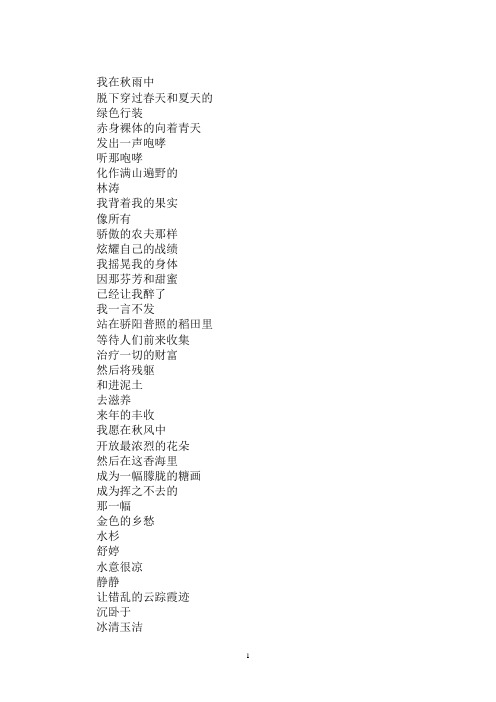 我在秋雨中
脱下穿过春天和夏天的
绿色行装
赤身裸体的向着青天
发出一声咆哮
听那咆哮
化作满山遍野的
林涛
我背着我的果实
像所有
骄傲的农夫那样
炫耀自己的战绩
我摇晃我的身体
因那芬芳和甜蜜
已经让我醉了
我一言不发
站在骄阳普照的稻田里
等待人们前来收集
治疗一切的财富
然后将残躯
和进泥土
去滋养
来年的丰收
我愿在秋风中
开放最浓烈的花朵
然后在这香海里
成为一幅朦胧的糖画
成为挥之不去的
那一幅
金色的乡愁
水杉
舒婷
水意很凉
静静
让错乱的云踪霞迹
沉卧于
冰清玉洁
1